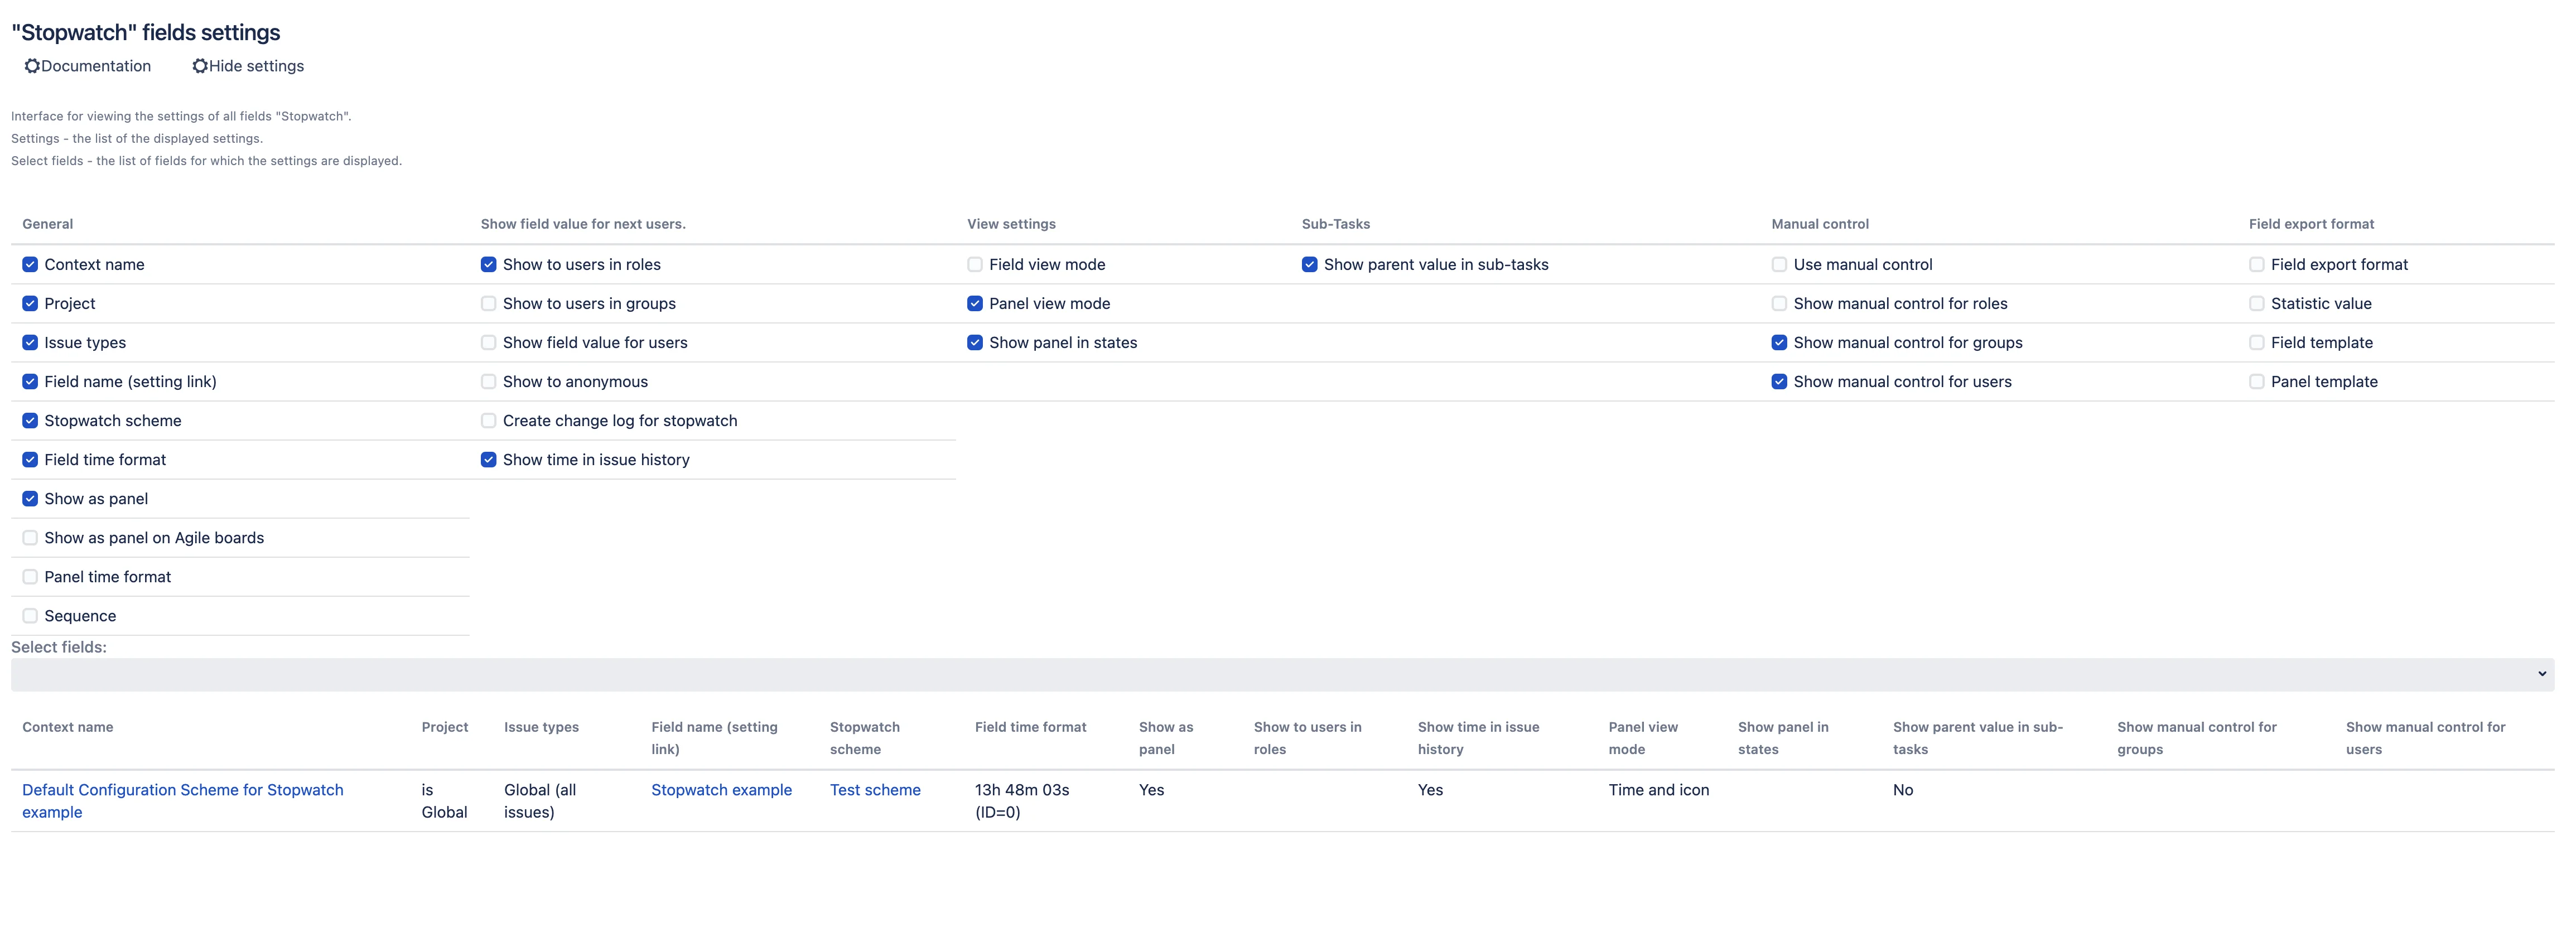 "Stopwatch" fields settings
Documentation Hide settings
Interface for viewing the settings of all fields "Stopwatch".
Settings - the list of the displayed settings.
Select fields - the list of fields for which the settings are displayed.
General Show field value for next users. View settings Sub-Tasks Manual control Field export format
Context name Show to users in roles Field view mode Show parent value in sub-tasks Use manual control Field export format
Project Show to users in groups Panel view mode Show manual control for roles Statistic value
Issue types Show field value for users Show panel in states Show manual control for groups Field template
Field name (setting link) Show to anonymous Show manual control for users Panel template
Stopwatch scheme Create change log for stopwatch
Field time format Show time in issue history
Show as panel
Show as panel on Agile boards
Panel time format
Sequence
Select fields:
Context name Project Issue types Field name (setting Stopwatch Field time format Show as Show to users in Show time in issue Panel view Show panel in Show parent value in sub- Show manual control for Show manual control for
link) scheme panel roles history mode states tasks groups users
Default Configuration Scheme for Stopwatch is Global (all Stopwatch example Test scheme 13h 48m 03s Yes Yes Time and icon No
example Global issues) (ID=0)